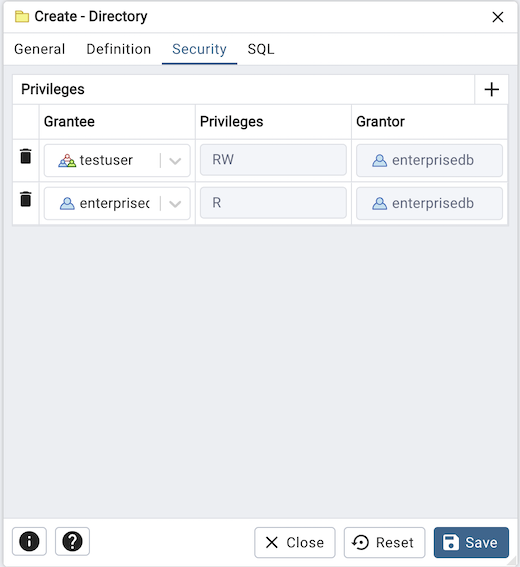 Create - Directory
General Definition Security SQL
Privileges
Grantee Privileges Grantor
testuser RW enterprisedb
enterprisec R enterprisedb
Close Reset Save